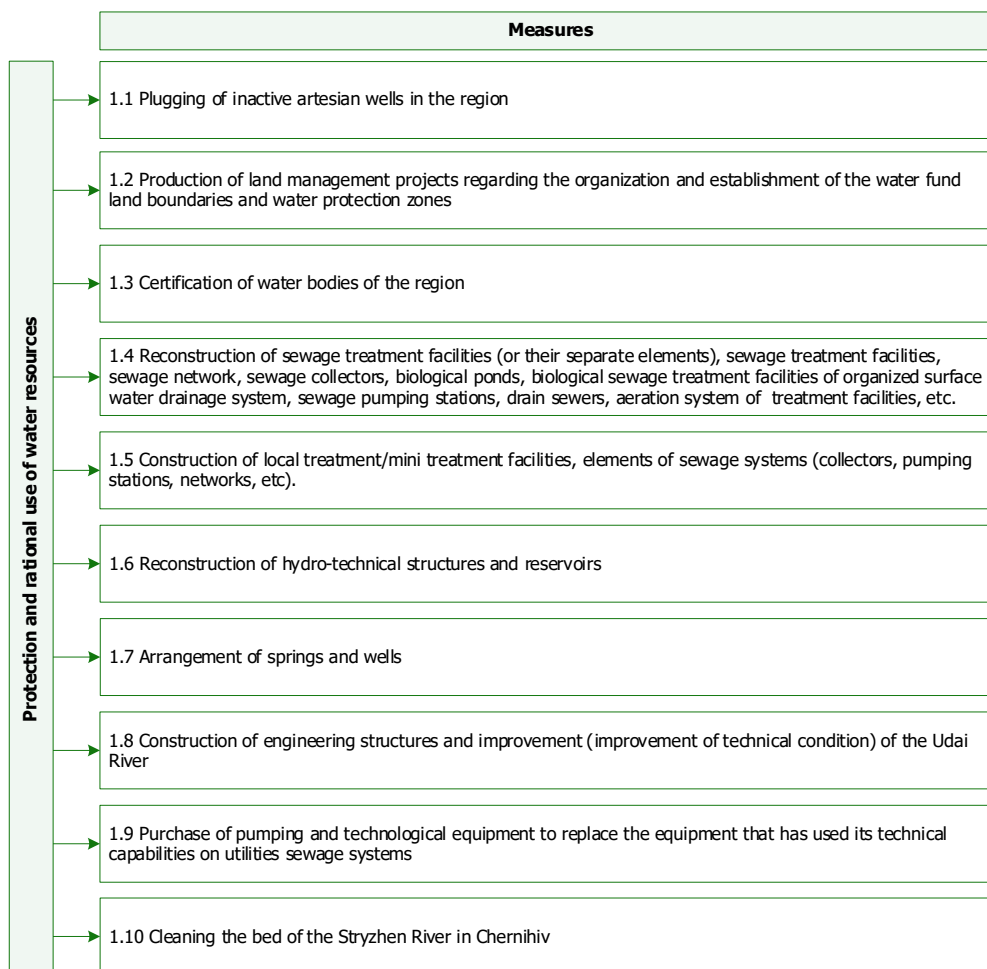 Measures
Protection and rational use of water resources
1.1 Plugging of inactive artesian wells in the region
1.2 Production of land management projects regarding the organization and establishment of the water fund
land boundaries and water protection zones
1.3 Certification of water bodies of the region
1.4 Reconstruction of sewage treatment facilities (or their separate elements), sewage treatment facilities,
sewage network, sewage collectors, biological ponds, biological sewage treatment facilities of organized surface
water drainage system, sewage pumping stations, drain sewers, aeration system of treatment facilities, etc.
1.5 Construction of local treatment/mini treatment facilities, elements of sewage systems (collectors, pumping
stations, networks, etc).
1.6 Reconstruction of hydro-technical structures and reservoirs
1.7 Arrangement of springs and wells
1.8 Construction of engineering structures and improvement (improvement of technical condition) of the Udai
River
1.9 Purchase of pumping and technological equipment to replace the equipment that has used its technical
capabilities on utilities sewage systems
1.10 Cleaning the bed of the Stryzhen River in Chernihiv